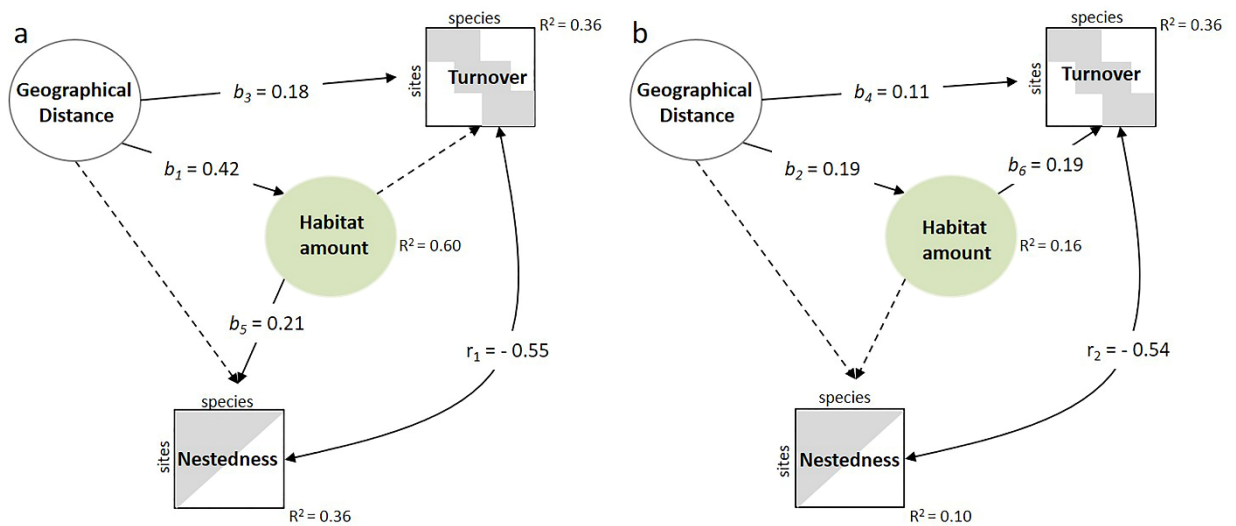 a
species
R² = 0.36
sites
Turnover
Geographical
Distance
b₃ = 0.18
b₁ = 0.42
Habitat
amount
R² = 0.60
b₅ = 0.21
r₁ = - 0.55
species
sites
Nestedness
R² = 0.36
b
species
R² = 0.36
sites
Turnover
Geographical
Distance
b₄ = 0.11
b₂ = 0.19
b₆ = 0.19
Habitat
amount
R² = 0.16
r₂ = - 0.54
species
sites
Nestedness
R² = 0.10